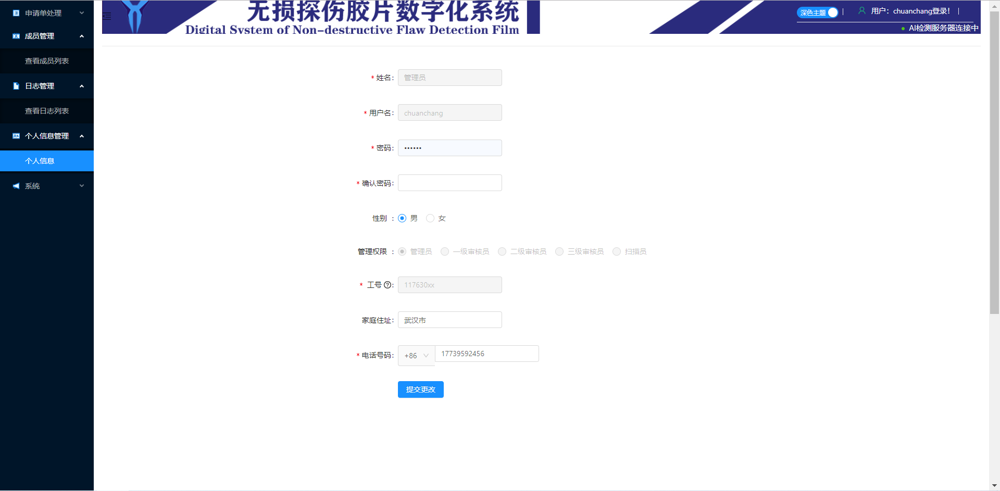 申请单处理
成员管理
查看成员列表
日志管理
查看日志列表
个人信息管理
个人信息
系统
无损探伤胶片数字化系统
Digital System of Non-destructive Flaw Detection Film
深色主题 | 用户：chuanchang登录！ |
AI检测服务器连接中
* 姓名: 管理员
* 用户名: chuanchang
* 密码: ••••••
* 确认密码:
性别 : 男 女
管理权限 : 管理员 一级审核员 二级审核员 三级审核员 扫描员
* 工号 ?: 117630xx
家庭住址: 武汉市
* 电话号码: +86 17739592456
提交更改